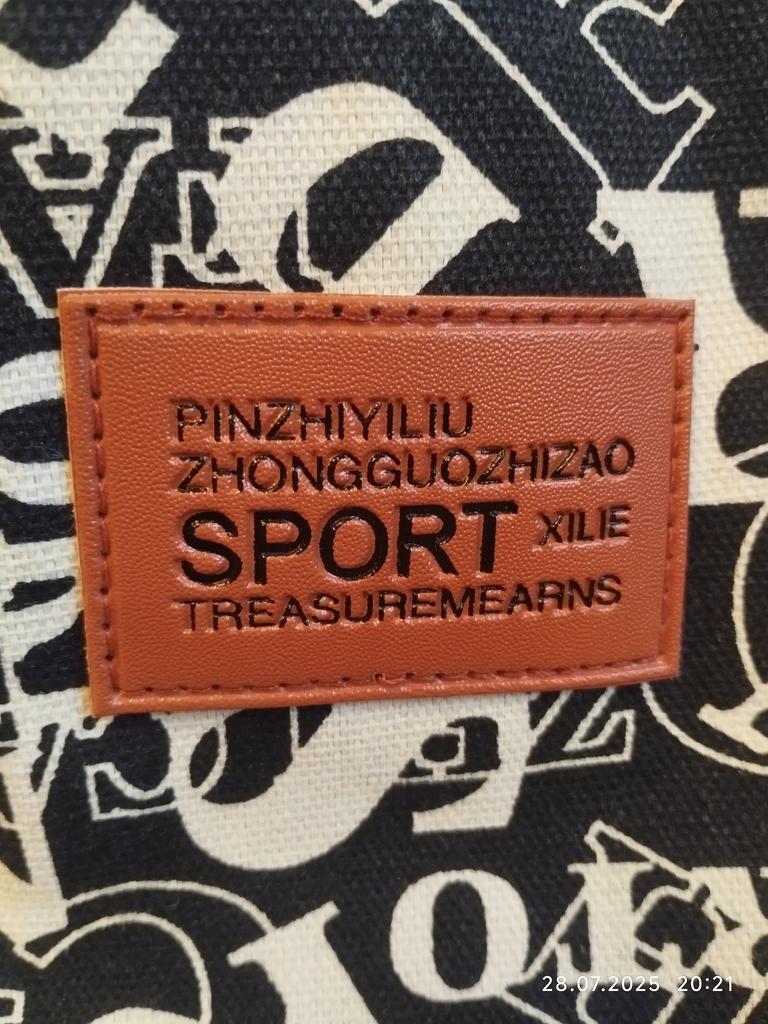 PINZHIYILIU
ZHONGGUOZHIZAO
SPORT XILIE
TREASUREMEARNS
28.07.2025 20:21